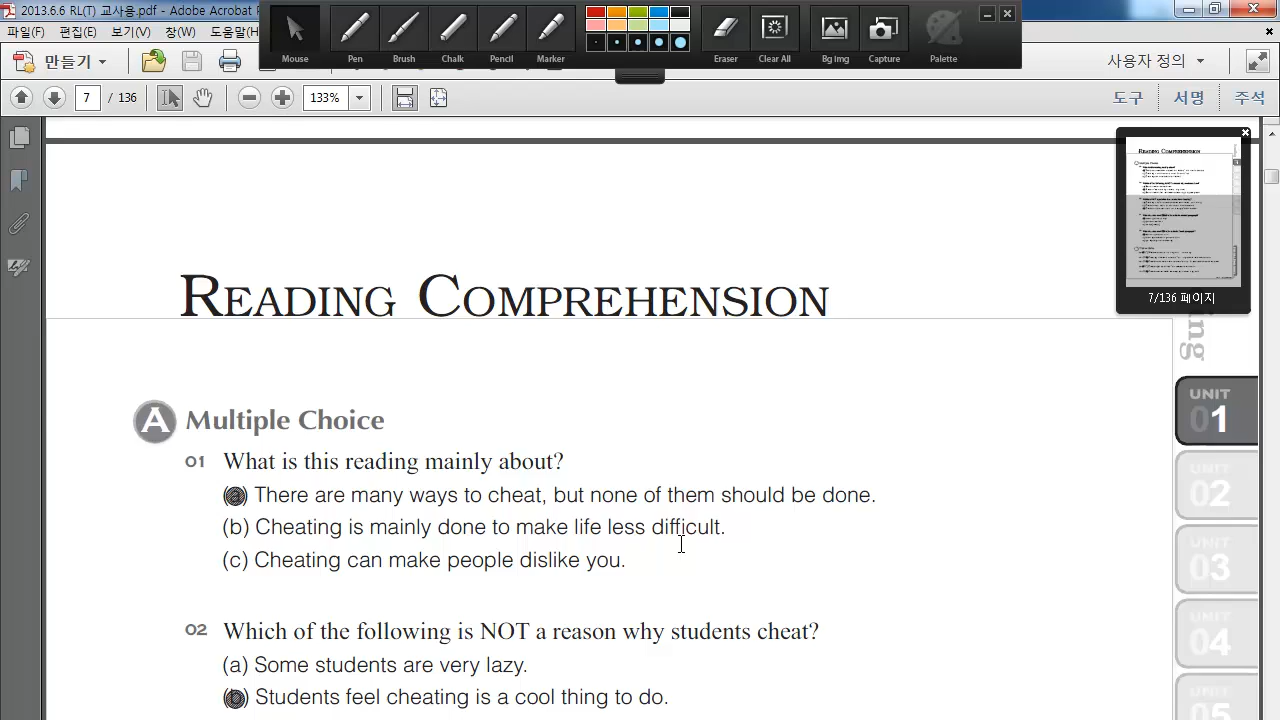 2013.6.6 RL(T) 교사용.pdf - Adobe Acrobat
파일(F) 편집(E) 보기(V) 창(W) 도움말(H)
Mouse Pen Brush Chalk Pencil Marker Eraser Clear All Bg Img Capture Palette
만들기 사용자 정의
7 / 136 133% 도구 서명 주석
READING COMPREHENSION
7/136 페이지
ing
A Multiple Choice
01 What is this reading mainly about?
(a) There are many ways to cheat, but none of them should be done.
(b) Cheating is mainly done to make life less difficult.
(c) Cheating can make people dislike you.
02 Which of the following is NOT a reason why students cheat?
(a) Some students are very lazy.
(b) Students feel cheating is a cool thing to do.
UNIT
01
UNIT
02
UNIT
03
UNIT
04
UNIT
05